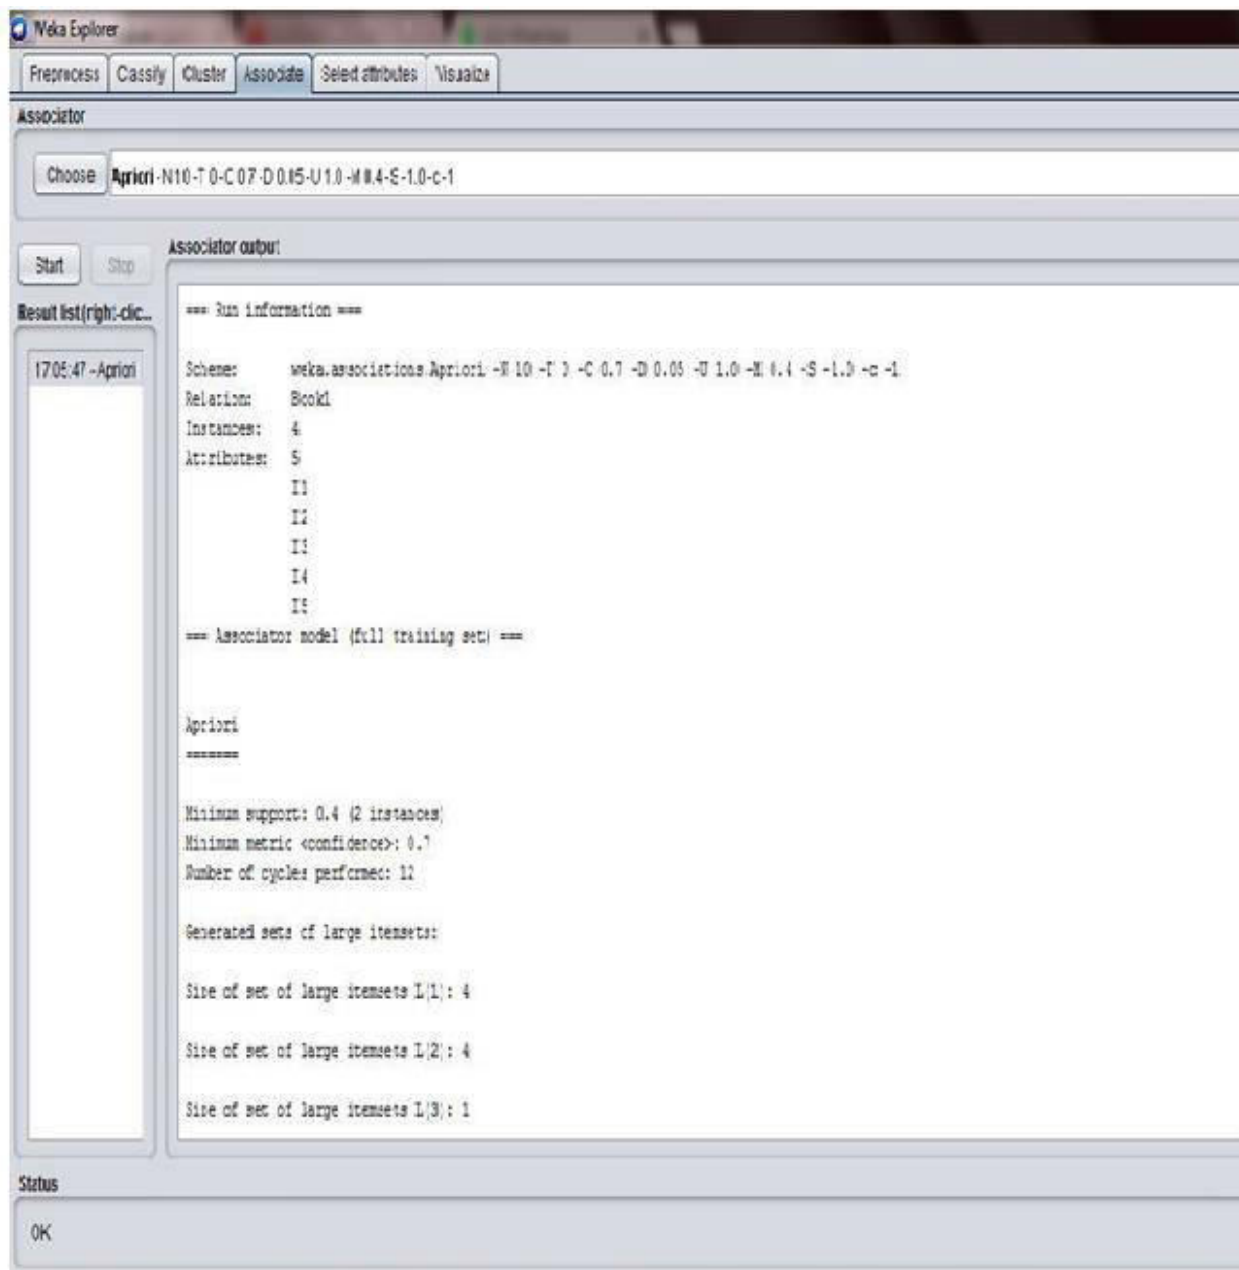 Weka Explorer
Preprocess Classify Cluster Associate Select attributes Visualize
Associator
Choose Apriori -N 10 -T 0 -C 0.7 -D 0.05 -U 1.0 -M 0.4 -S -1.0 -c -1
Start Stop
Associator output
Result list (right-clic...
17:05:47 - Apriori
=== Run information ===
Scheme: weka.associations.Apriori -N 10 -T 0 -C 0.7 -D 0.05 -U 1.0 -M 0.4 -S -1.0 -c -1
Relation: Book1
Instances: 4
Attributes: 5
I1
I2
I3
I4
I5
=== Associator model (full training set) ===
Apriori
=======
Minimum support: 0.4 (2 instances)
Minimum metric <confidence>: 0.7
Number of cycles performed: 12
Generated sets of large itemsets:
Size of set of large itemsets L(1): 4
Size of set of large itemsets L(2): 4
Size of set of large itemsets L(3): 1
Status
OK